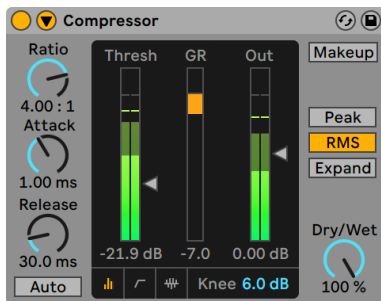 Compressor
Ratio
4.00 : 1
Attack
1.00 ms
Release
30.0 ms
Auto
Thresh GR Out
-21.9 dB -7.0 0.00 dB
Knee 6.0 dB
Makeup
Peak
RMS
Expand
Dry/Wet
100 %